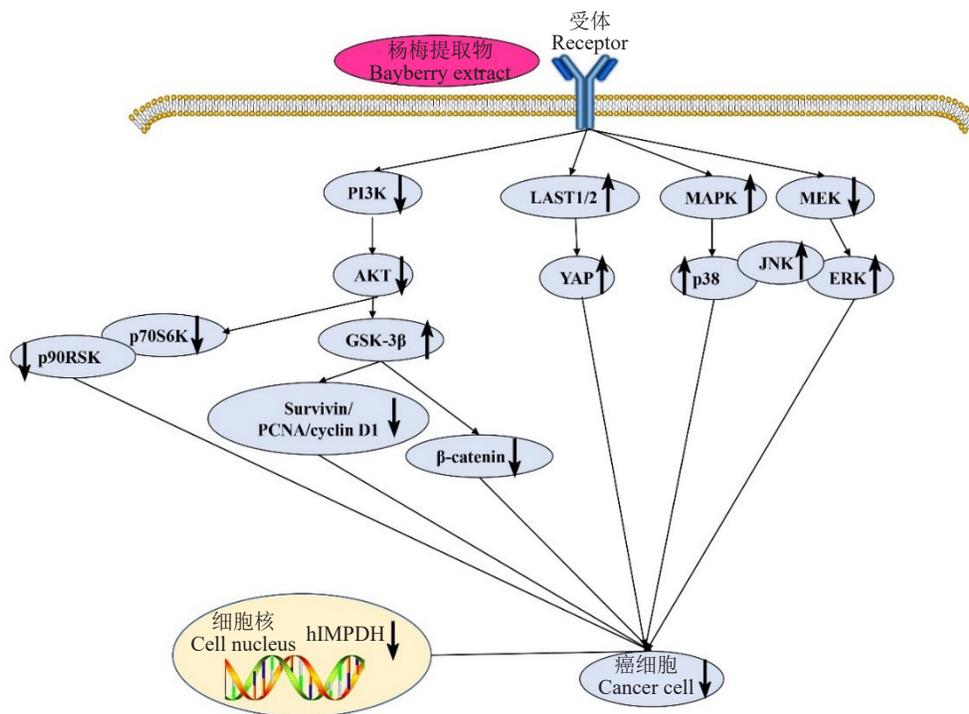 受体
Receptor
杨梅提取物
Bayberry extract
PI3K
LAST1/2
MAPK
MEK
AKT
YAP
p38
JNK
ERK
p70S6K
p90RSK
GSK-3β
Survivin/
PCNA/cyclin D1
β-catenin
细胞核
Cell nucleus
hIMPDH
癌细胞
Cancer cell